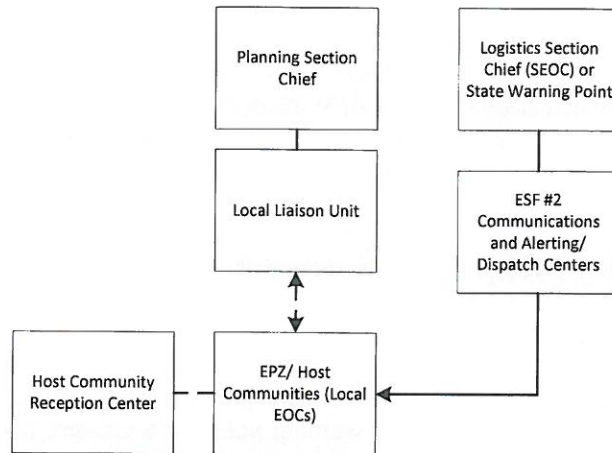 Planning Section
Chief
Logistics Section
Chief (SEOC) or
State Warning Point
Local Liaison Unit
ESF #2
Communications
and Alerting/
Dispatch Centers
Host Community
Reception Center
EPZ/ Host
Communities (Local
EOCs)